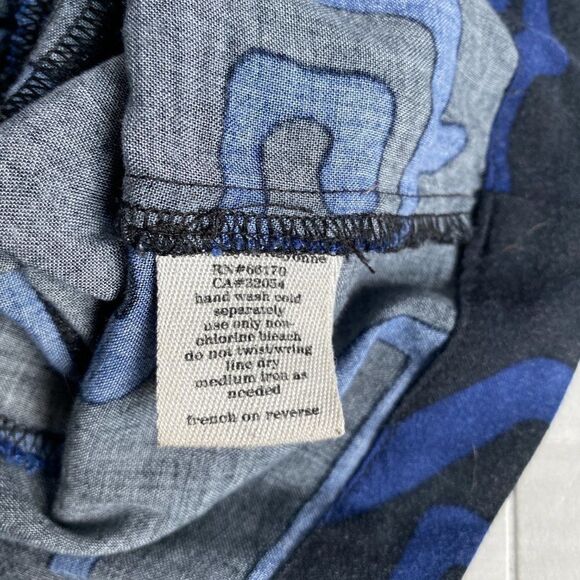 RN#66170
CA#32054
hand wash cold
separately
use only non-
chlorine bleach
do not twist/wring
line dry
medium iron as
needed
french on reverse